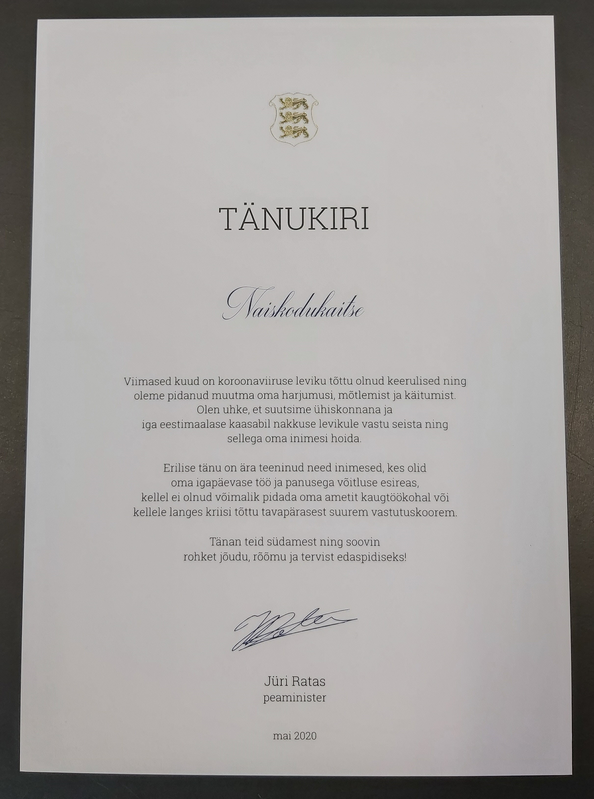 TÄNUKIRI
Naiskodukaitse
Viimased kuud on koroonaviiruse leviku tõttu olnud keerulised ning
oleme pidanud muutma oma harjumusi, mõtlemist ja käitumist.
Olen uhke, et suutsime ühiskonnana ja
iga eestimaalase kaasabil nakkuse levikule vastu seista ning
sellega oma inimesi hoida.
Erilise tänu on ära teeninud need inimesed, kes olid
oma igapäevase töö ja panusega võitluse esireas,
kellel ei olnud võimalik pidada oma ametit kaugtöökohal või
kellele langes kriisi tõttu tavapärasest suurem vastutuskoorem.
Tänan teid südamest ning soovin
rohket jõudu, rõõmu ja tervist edaspidiseks!
Jüri Ratas
peaminister
mai 2020